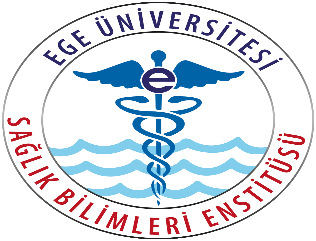 EGE ÜNİVERSİTESİ
e
SAĞLIK BİLİMLERİ ENSTİTÜSÜ